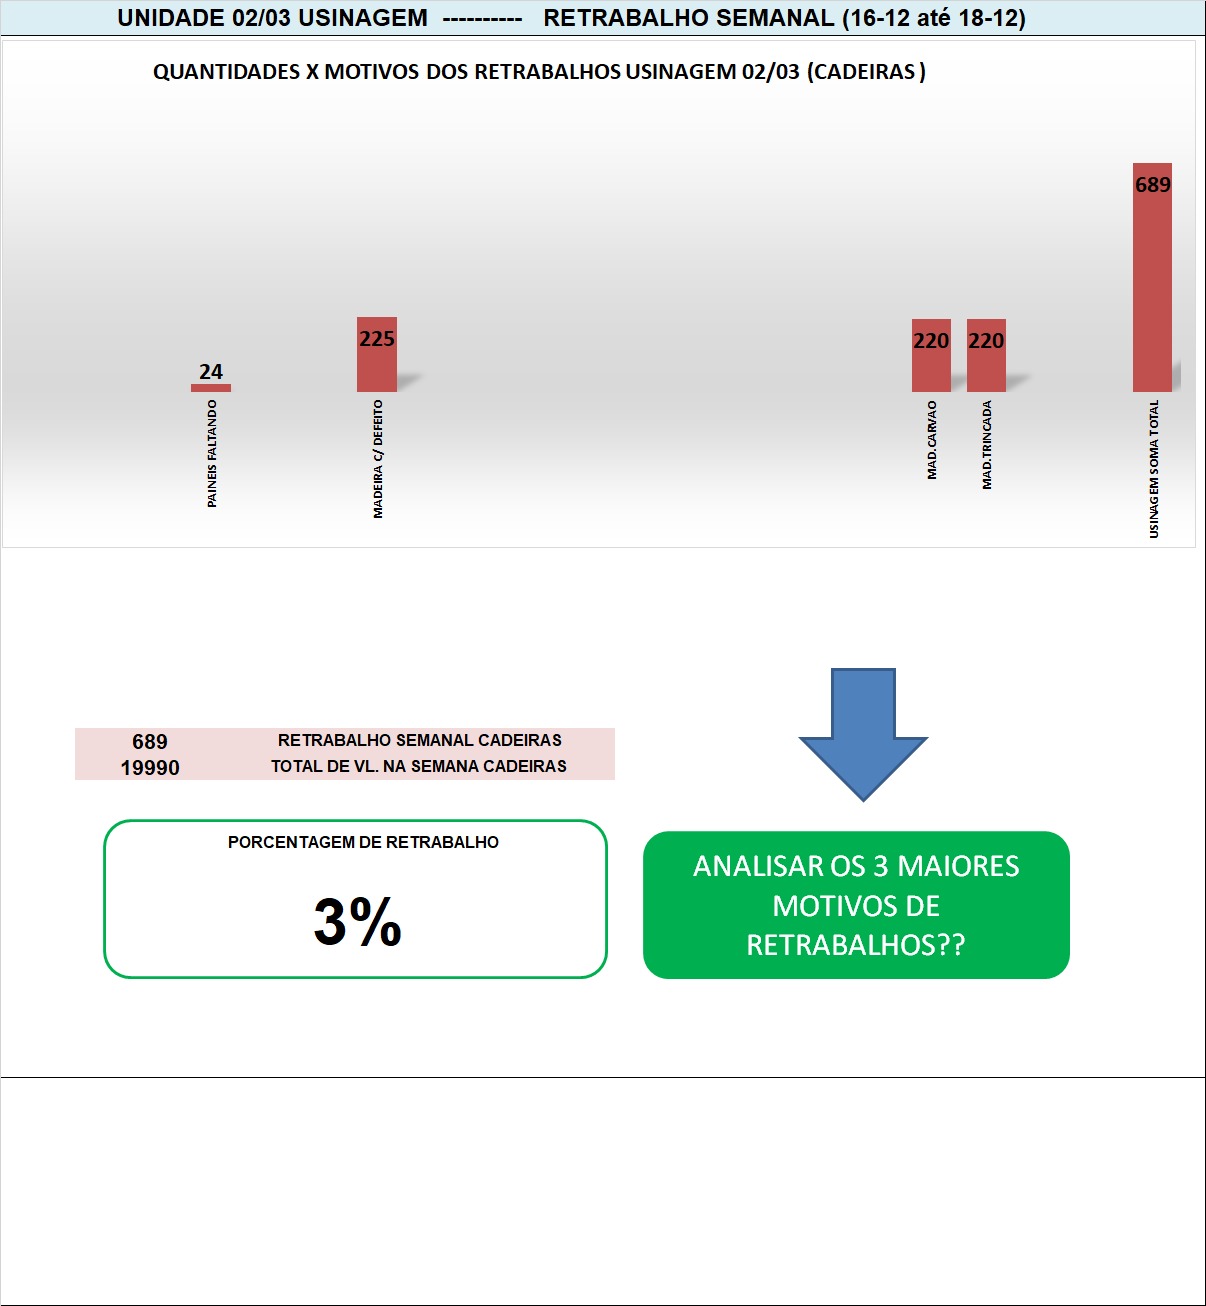 UNIDADE 02/03 USINAGEM ---------- RETRABALHO SEMANAL (16-12 até 18-12)
QUANTIDADES X MOTIVOS DOS RETRABALHOS USINAGEM 02/03 (CADEIRAS )
24
225
220
220
689
PAINEIS FALTANDO
MADEIRA C/ DEFEITO
MAD.CARVAO
MAD.TRINCADA
USINAGEM SOMA TOTAL
689 RETRABALHO SEMANAL CADEIRAS
19990 TOTAL DE VL. NA SEMANA CADEIRAS
PORCENTAGEM DE RETRABALHO
3%
ANALISAR OS 3 MAIORES
MOTIVOS DE
RETRABALHOS??